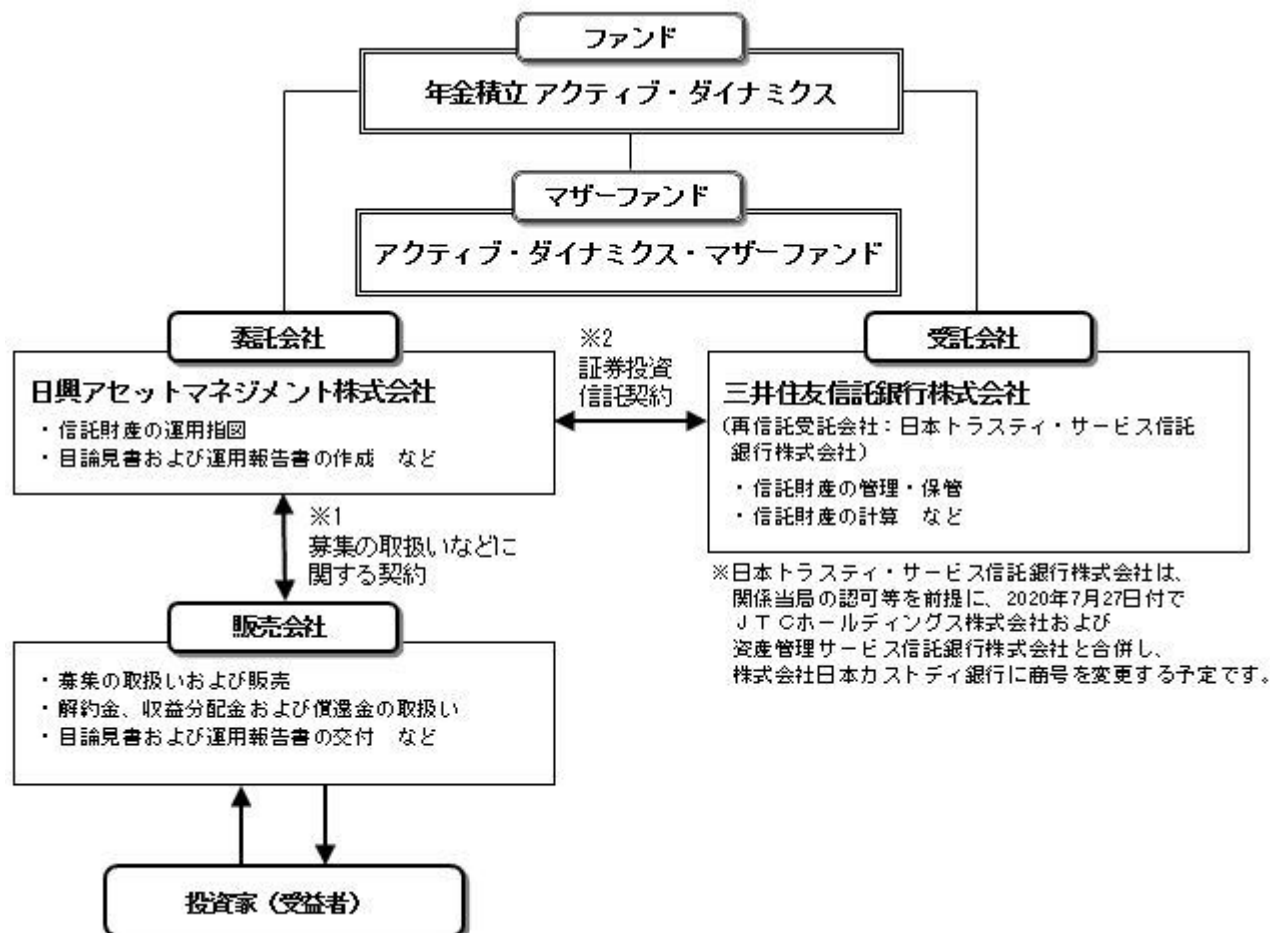 ファンド
年金積立 アクティブ・ダイナミクス
マザーファンド
アクティブ・ダイナミクス・マザーファンド
委託会社
日興アセットマネジメント株式会社
・信託財産の運用指図
・目論見書および運用報告書の作成　など
※2
証券投資
信託契約
受託会社
三井住友信託銀行株式会社
（再信託受託会社：日本トラスティ・サービス信託
銀行株式会社）
・信託財産の管理・保管
・信託財産の計算　など
※1
募集の取扱いなどに
関する契約
※日本トラスティ・サービス信託銀行株式会社は、
関係当局の認可等を前提に、2020年7月27日付で
ＪＴＣホールディングス株式会社および
資産管理サービス信託銀行株式会社と合併し、
株式会社日本カストディ銀行に商号を変更する予定です。
販売会社
・募集の取扱いおよび販売
・解約金、収益分配金および償還金の取扱い
・目論見書および運用報告書の交付　など
投資家（受益者）